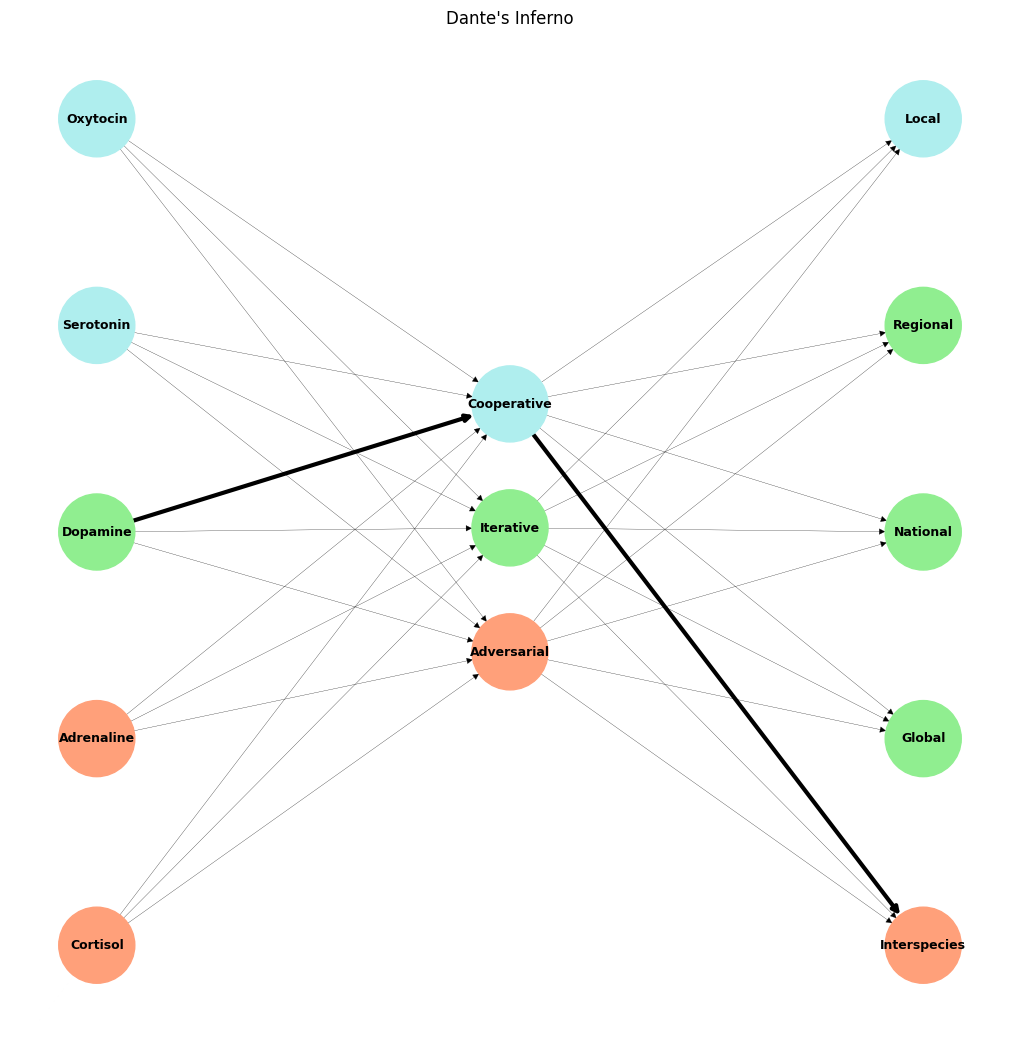 Dante's Inferno
Oxytocin
Local
Serotonin
Regional
Cooperative
Dopamine
Iterative
National
Adversarial
Adrenaline
Global
Cortisol
Interspecies